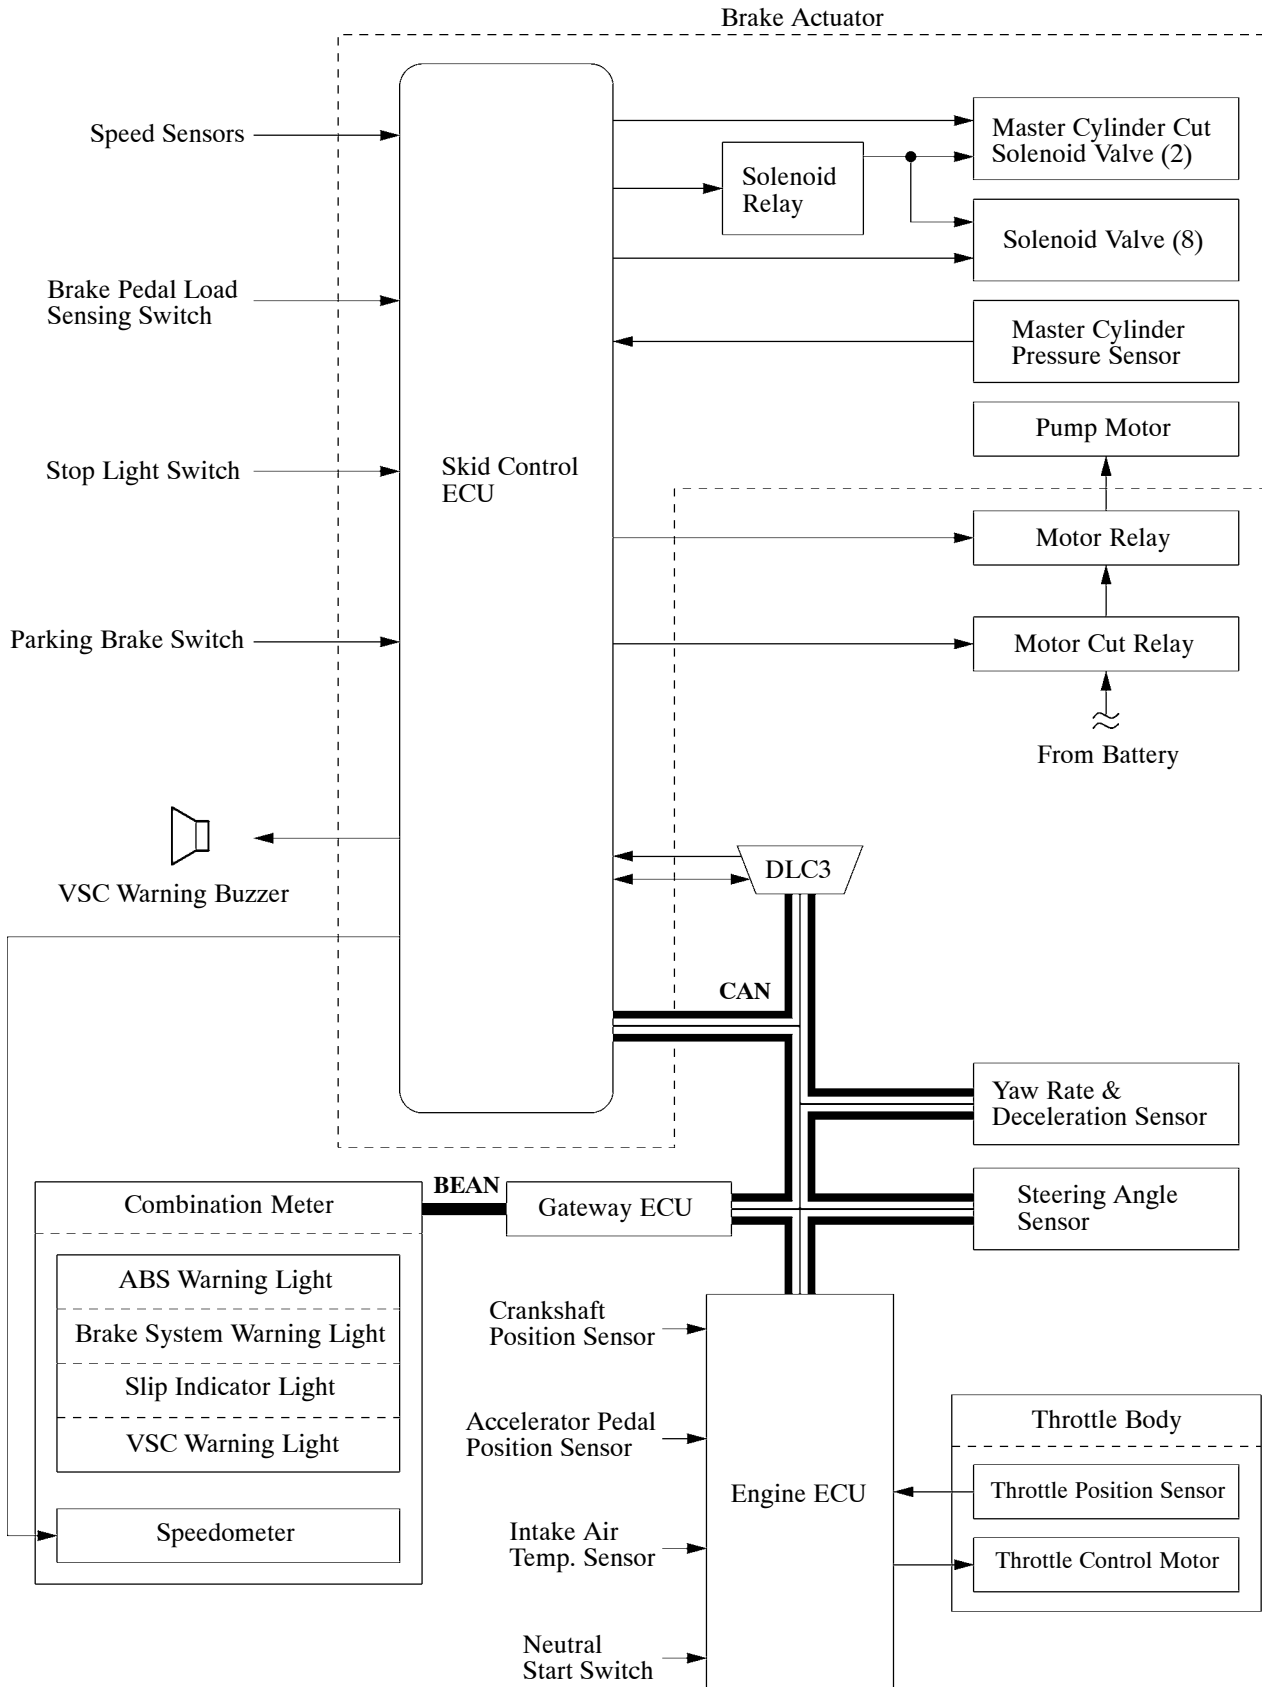 Brake Actuator
Speed Sensors
Master Cylinder Cut
Solenoid Valve (2)
Solenoid
Relay
Solenoid Valve (8)
Brake Pedal Load
Sensing Switch
Master Cylinder
Pressure Sensor
Pump Motor
Stop Light Switch
Skid Control
ECU
Motor Relay
Parking Brake Switch
Motor Cut Relay
From Battery
VSC Warning Buzzer
DLC3
CAN
Yaw Rate &
Deceleration Sensor
BEAN
Combination Meter
Gateway ECU
Steering Angle
Sensor
ABS Warning Light
Brake System Warning Light
Slip Indicator Light
VSC Warning Light
Speedometer
Crankshaft
Position Sensor
Accelerator Pedal
Position Sensor
Engine ECU
Intake Air
Temp. Sensor
Neutral
Start Switch
Throttle Body
Throttle Position Sensor
Throttle Control Motor